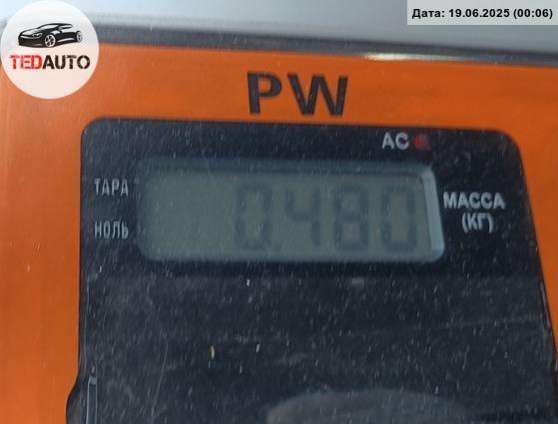 Дата: 19.06.2025 (00:06)
TEDAUTO
PW
AC
ТАРА
НОЛЬ
0.480
МАССА
(КГ)